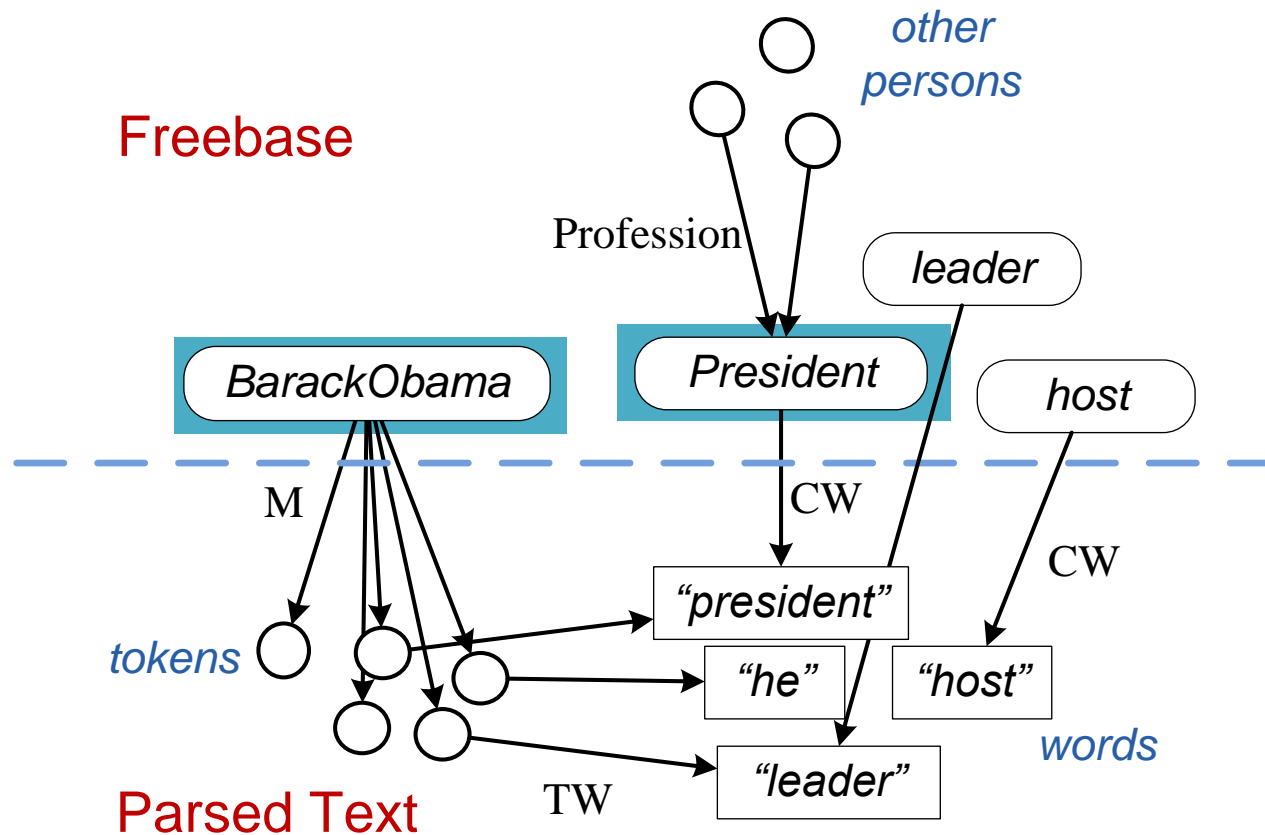 other
persons
Freebase
Profession
leader
BarackObama
President
host
M
CW
CW
“president”
tokens
“he”
“host”
words
“leader”
TW
Parsed Text